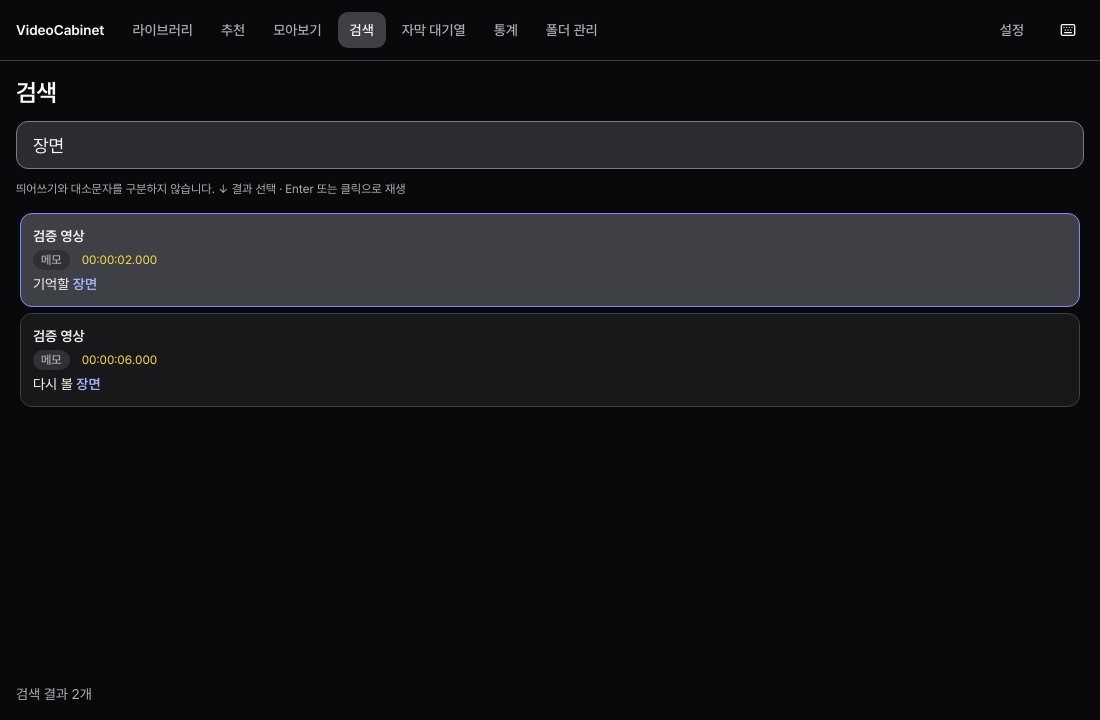 VideoCabinet 라이브러리 추천 모아보기 검색 자막 대기열 통계 폴더 관리 설정
검색
장면
띄어쓰기와 대소문자를 구분하지 않습니다. ↓ 결과 선택 · Enter 또는 클릭으로 재생
검증 영상
메모 00:00:02.000
기억할 장면
검증 영상
메모 00:00:06.000
다시 볼 장면
검색 결과 2개